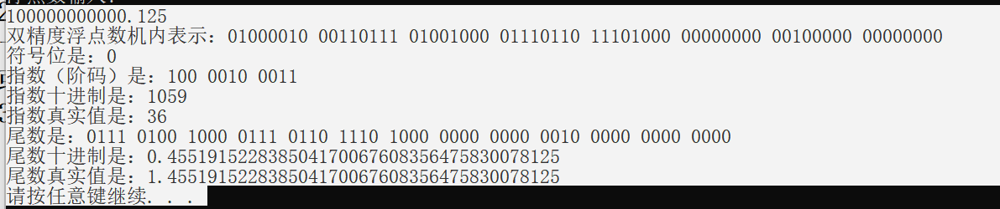 100000000000.125
双精度浮点数机内表示：01000010 00110111 01001000 01110110 11101000 00000000 00100000 00000000
符号位是：0
指数（阶码）是：100 0010 0011
指数十进制是：1059
指数真实值是：36
尾数是：0111 0100 1000 0111 0110 1110 1000 0000 0000 0010 0000 0000 0000
尾数十进制是：0.4551915228385041700676083564758300​78125
尾数真实值是：1.4551915228385041700676083564758300​78125
请按任意键继续. . .